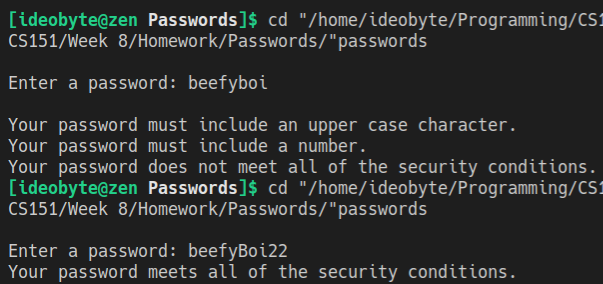 [ideobyte@zen Passwords]$ cd "/home/ideobyte/Programming/CS1
CS151/Week 8/Homework/Passwords/"passwords
Enter a password: beefyboi
Your password must include an upper case character.
Your password must include a number.
Your password does not meet all of the security conditions.
[ideobyte@zen Passwords]$ cd "/home/ideobyte/Programming/CS1
CS151/Week 8/Homework/Passwords/"passwords
Enter a password: beefyBoi22
Your password meets all of the security conditions.